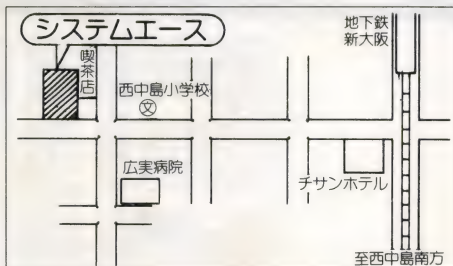 システムエース
喫茶店
地下鉄
新大阪
西中島小学校
文
広実病院
チサンホテル
至西中島南方